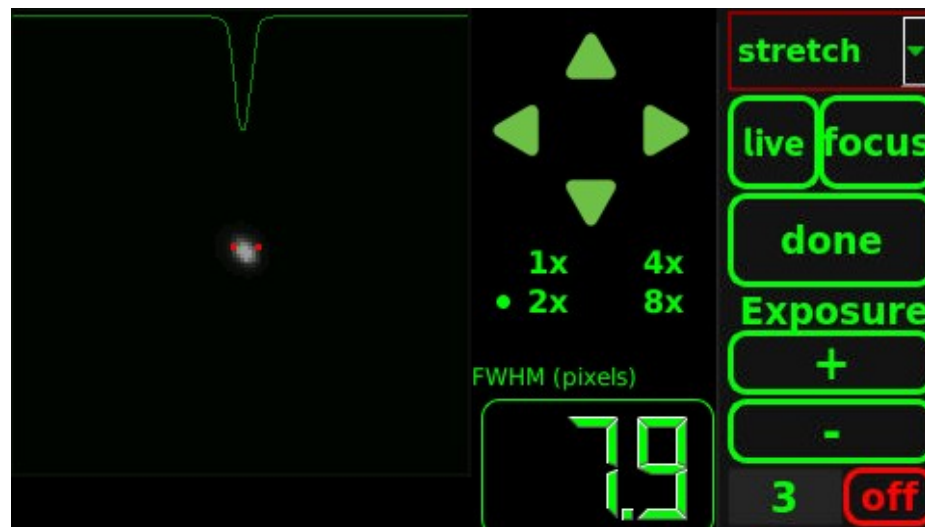 stretch
live focus
done
1x 4x
2x 8x
Exposure
+
FWHM (pixels)
-
7.9
3 off